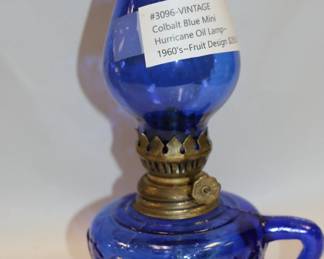 #3096-VINTAGE
Colbalt Blue Mini
Hurricane Oil Lamp~
1960's~Fruit Design